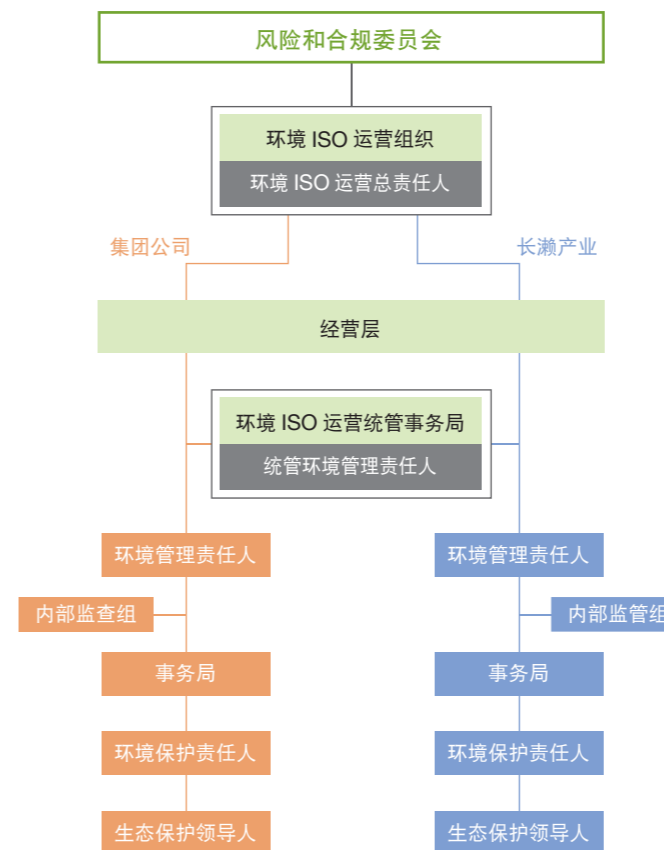 风险和合规委员会
环境 ISO 运营组织
环境 ISO 运营总责任人
集团公司
长濑产业
经营层
环境 ISO 运营统管事务局
统管环境管理责任人
环境管理责任人
环境管理责任人
内部监查组
内部监管组
事务局
事务局
环境保护责任人
环境保护责任人
生态保护领导人
生态保护领导人